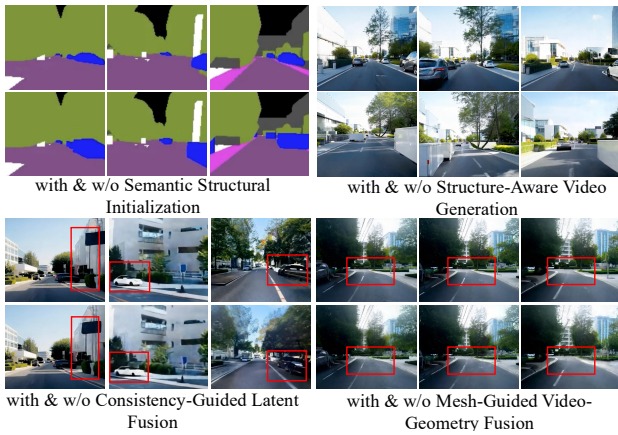 with & w/o Semantic Structural
Initialization
with & w/o Structure-Aware Video
Generation
with & w/o Consistency-Guided Latent
Fusion
with & w/o Mesh-Guided Video-
Geometry Fusion